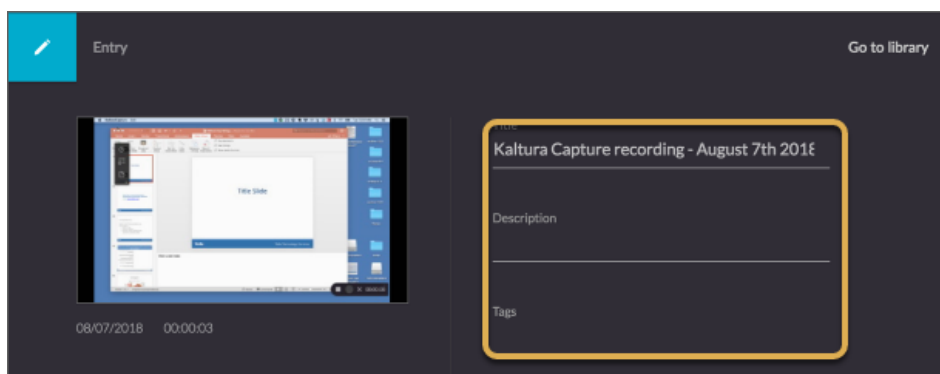 Entry
Go to library
Title Slide
08/07/2018 00:00:03
Title
Kaltura Capture recording - August 7th 2018
Description
Tags